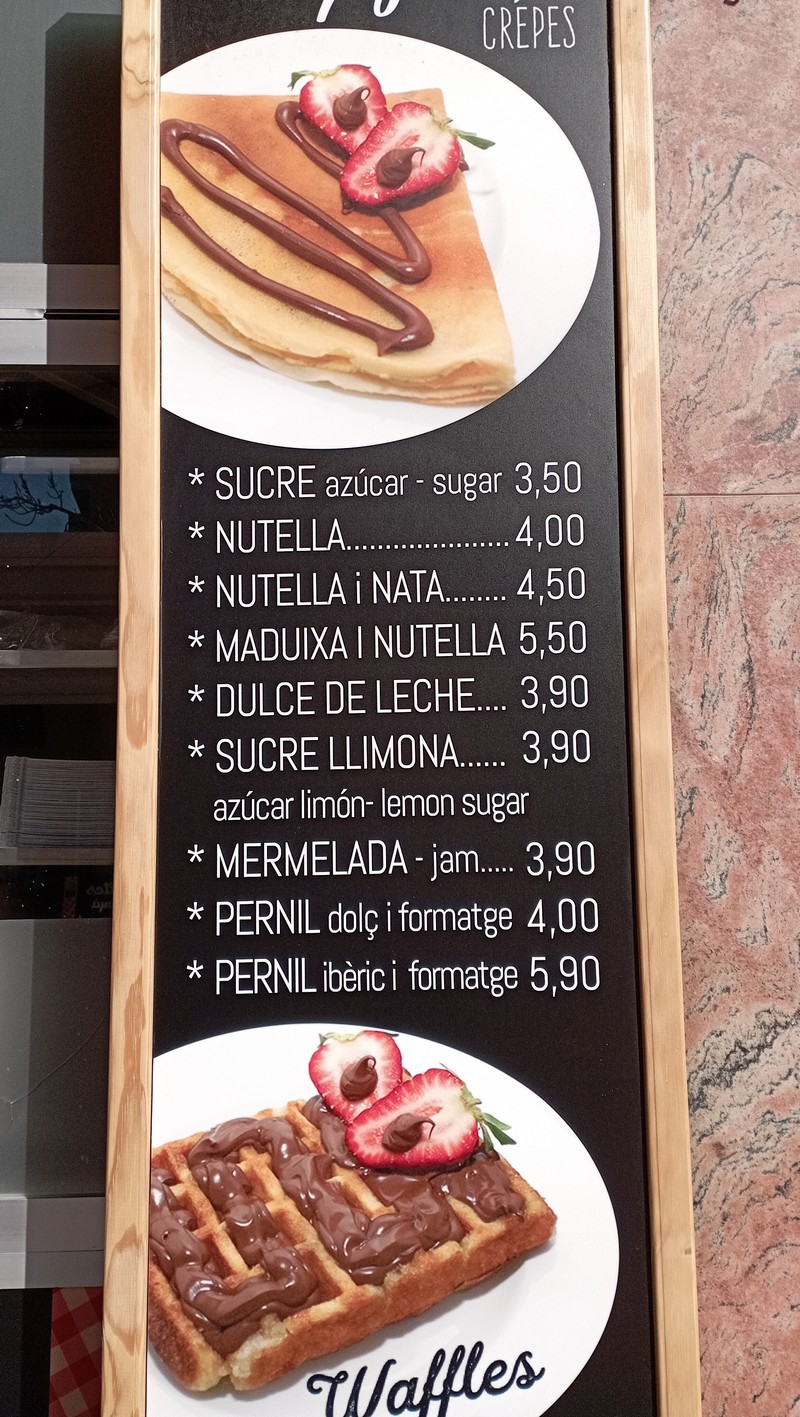 CRÊPES
* SUCRE azúcar - sugar 3,50
* NUTELLA..................... 4,00
* NUTELLA i NATA........ 4,50
* MADUIXA I NUTELLA 5,50
* DULCE DE LECHE.... 3,90
* SUCRE LLIMONA...... 3,90
azúcar limón- lemon sugar
* MERMELADA - jam..... 3,90
* PERNIL dolç i formatge 4,00
* PERNIL ibèric i formatge 5,90
Waffles